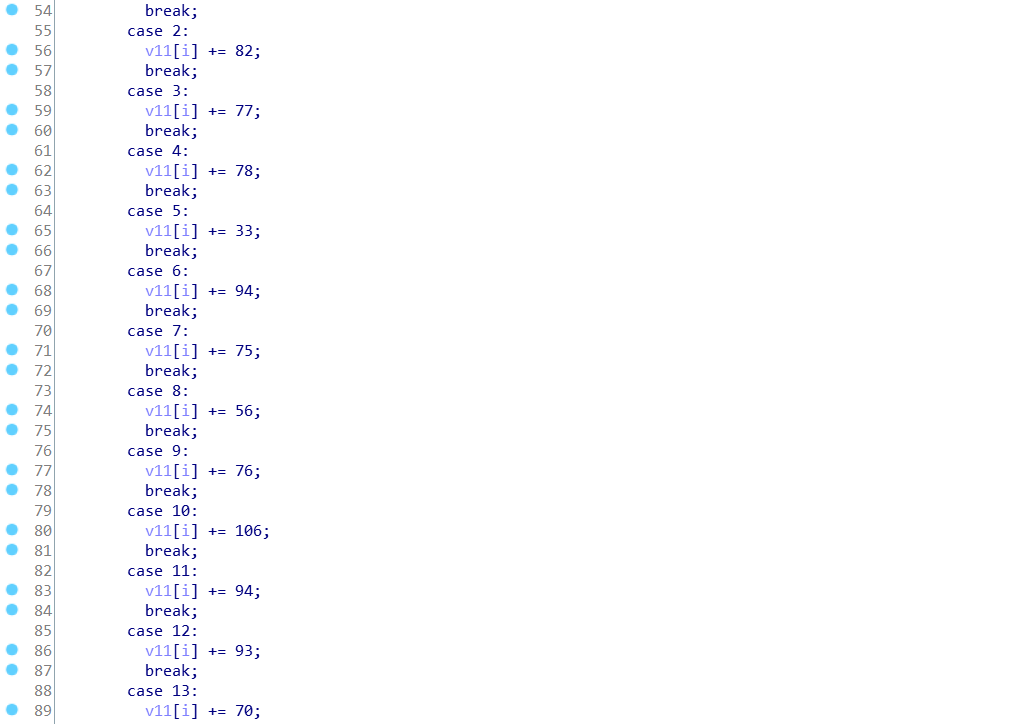 54 break;
55 case 2:
56 v11[i] += 82;
57 break;
58 case 3:
59 v11[i] += 77;
60 break;
61 case 4:
62 v11[i] += 78;
63 break;
64 case 5:
65 v11[i] += 33;
66 break;
67 case 6:
68 v11[i] += 94;
69 break;
70 case 7:
71 v11[i] += 75;
72 break;
73 case 8:
74 v11[i] += 56;
75 break;
76 case 9:
77 v11[i] += 76;
78 break;
79 case 10:
80 v11[i] += 106;
81 break;
82 case 11:
83 v11[i] += 94;
84 break;
85 case 12:
86 v11[i] += 93;
87 break;
88 case 13:
89 v11[i] += 70;